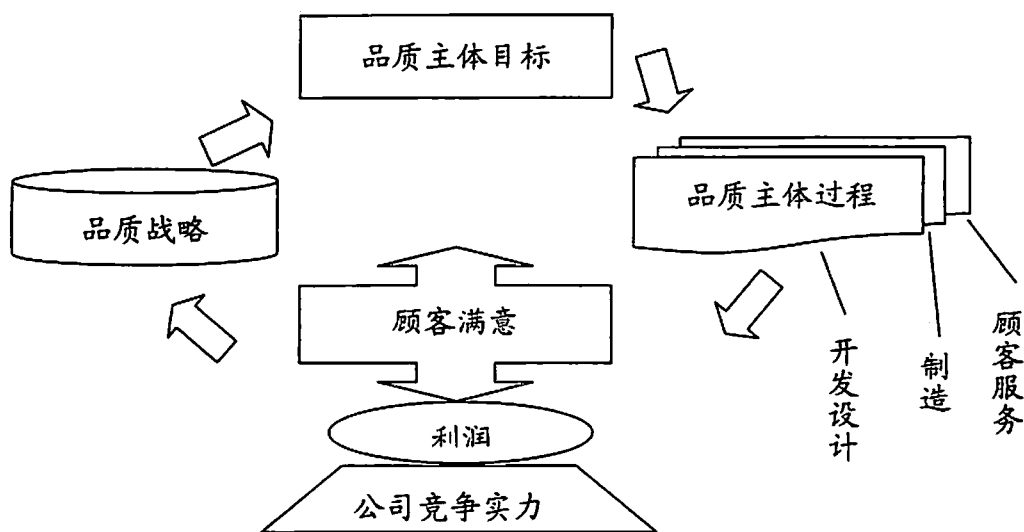 品质主体目标
品质主体过程
品质战略
顾客满意
开发设计
制造
顾客服务
利润
公司竞争实力